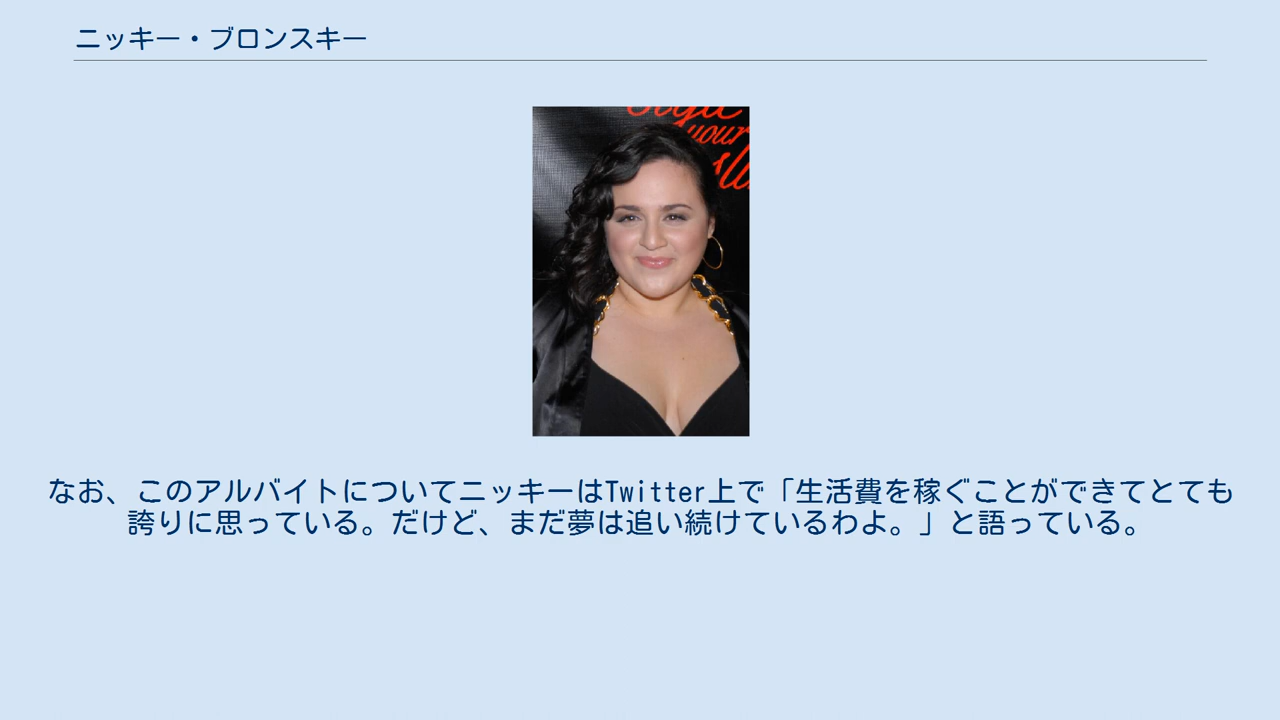 ニッキー・ブロンスキー
your
なお、このアルバイトについてニッキーはTwitter上で「生活費を稼ぐことができてとても
誇りに思っている。だけど、まだ夢は追い続けているわよ。」と語っている。